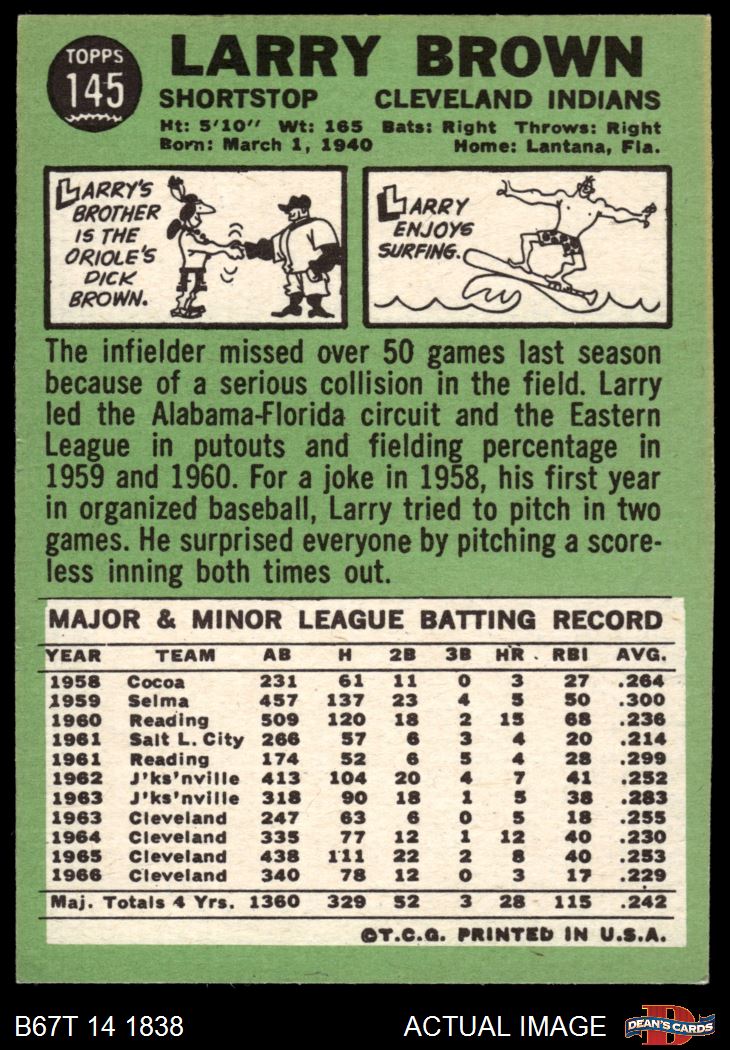 TOPPS
145
LARRY BROWN
SHORTSTOP CLEVELAND INDIANS
Ht: 5'10" Wt: 165 Bats: Right Throws: Right
Born: March 1, 1940 Home: Lantana, Fla.
LARRY'S
BROTHER
IS THE
ORIOLE'S
DICK
BROWN.
LARRY
ENJOYS
SURFING.
The infielder missed over 50 games last season
because of a serious collision in the field. Larry
led the Alabama-Florida circuit and the Eastern
League in putouts and fielding percentage in
1959 and 1960. For a joke in 1958, his first year
in organized baseball, Larry tried to pitch in two
games. He surprised everyone by pitching a score-
less inning both times out.
MAJOR & MINOR LEAGUE BATTING RECORD
YEAR TEAM AB H 2B 3B HR. RBI AVG.
1958 Cocoa 231 61 11 0 3 27 .264
1959 Selma 457 137 23 4 5 50 .300
1960 Reading 509 120 18 2 15 68 .236
1961 Salt L. City 266 57 6 3 4 20 .214
1961 Reading 174 52 6 5 4 28 .299
1962 J'ks'nville 413 104 20 4 7 41 .252
1963 J'ks'nville 318 90 18 1 5 38 .283
1963 Cleveland 247 63 6 0 5 18 .255
1964 Cleveland 335 77 12 1 12 40 .230
1965 Cleveland 438 111 22 2 8 40 .253
1966 Cleveland 340 78 12 0 3 17 .229
Maj. Totals 4 Yrs. 1360 329 52 3 28 115 .242
©T.C.G. PRINTED IN U.S.A.
B67T 14 1838 ACTUAL IMAGE
D
DEAN'S CARDS